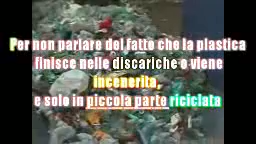 Per non parlare del fatto che la plastica
finisce nelle discariche o viene
incenerita,
e solo in piccola parte riciclata